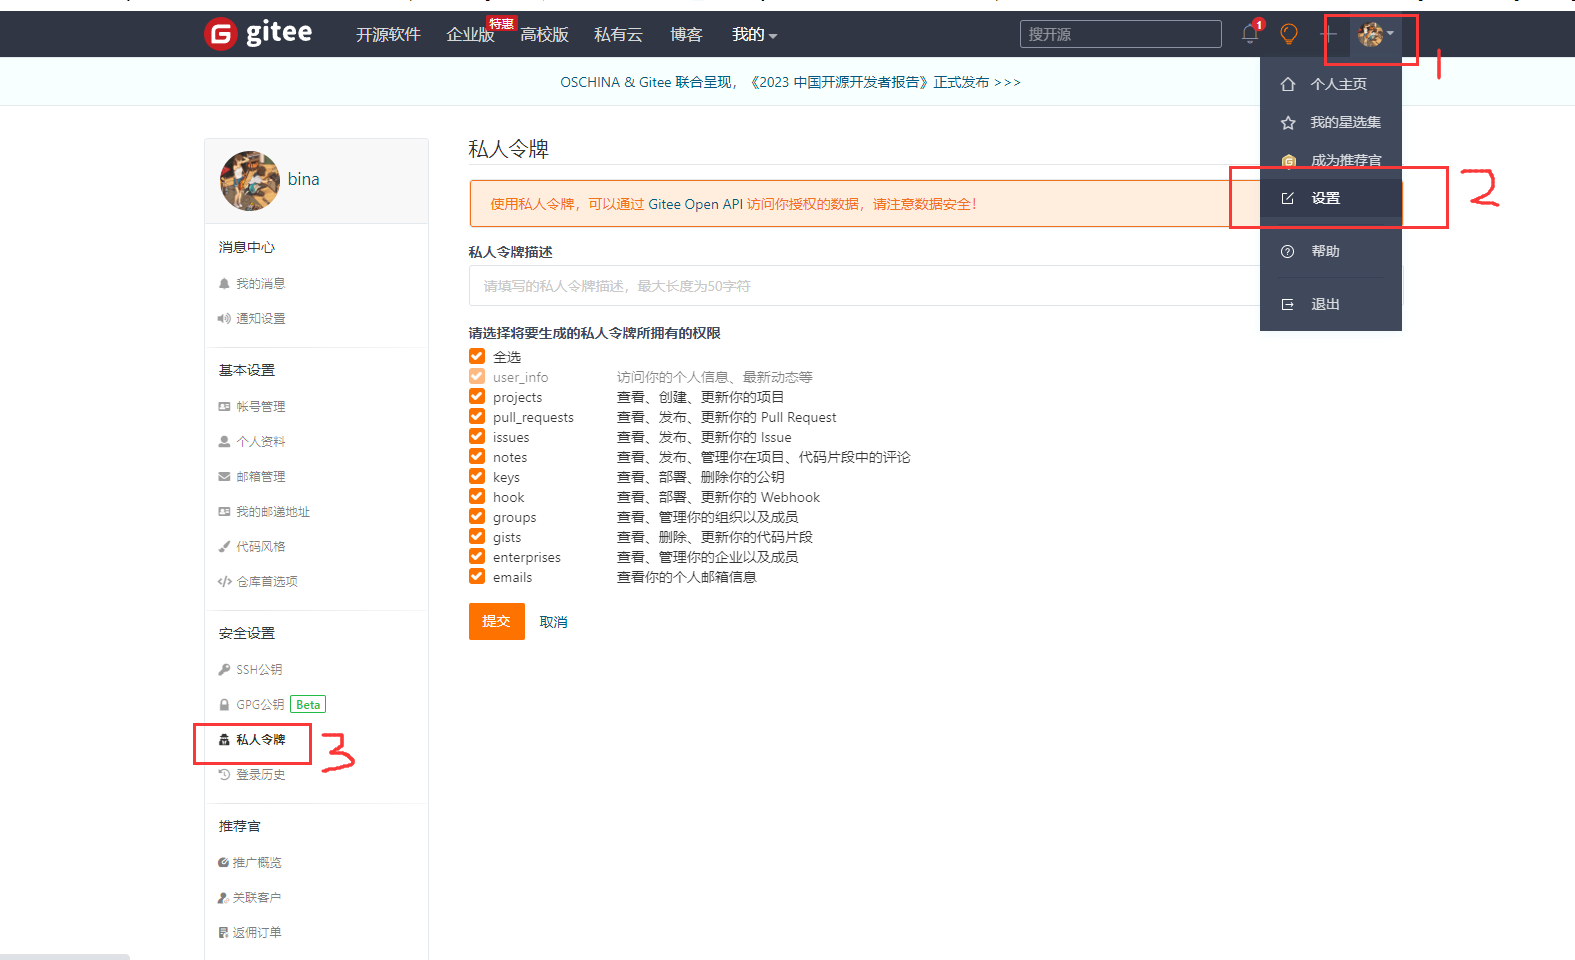 gitee 开源软件 企业版 特惠 高校版 私有云 博客 我的 搜开源 1
1
OSCHINA & Gitee 联合呈现，《2023 中国开源开发者报告》正式发布 >>>
个人主页
我的星选集
成为推荐官
设置
2
帮助
退出
bina
消息中心
我的消息
通知设置
基本设置
帐号管理
个人资料
邮箱管理
我的邮递地址
代码风格
仓库首选项
安全设置
SSH公钥
GPG公钥 Beta
私人令牌
3
登录历史
推荐官
推广概览
关联客户
返佣订单
私人令牌
使用私人令牌，可以通过 Gitee Open API 访问你授权的数据，请注意数据安全！
私人令牌描述
请填写的私人令牌描述，最大长度为50字符
请选择将要生成的私人令牌所拥有的权限
全选
user_info 访问你的个人信息、最新动态等
projects 查看、创建、更新你的项目
pull_requests 查看、发布、更新你的 Pull Request
issues 查看、发布、更新你的 Issue
notes 查看、发布、管理你在项目、代码片段中的评论
keys 查看、部署、删除你的公钥
hook 查看、部署、更新你的 Webhook
groups 查看、管理你的组织以及成员
gists 查看、删除、更新你的代码片段
enterprises 查看、管理你的企业以及成员
emails 查看你的个人邮箱信息
提交 取消